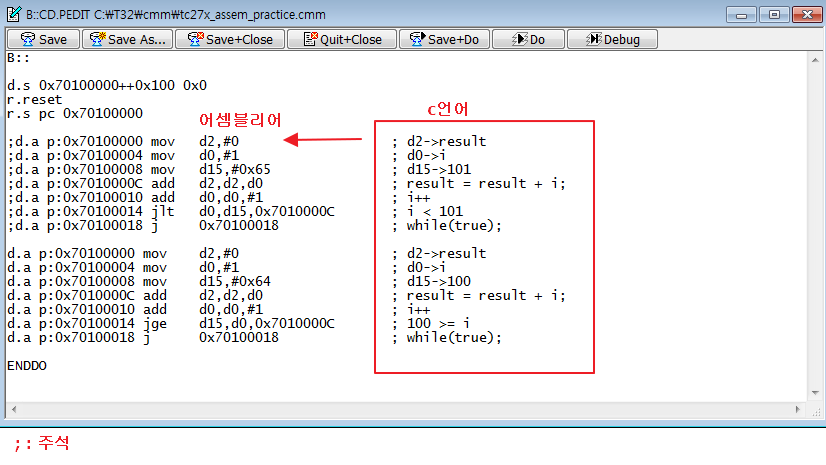 B::CD.PEDIT C:₩T32₩cmm₩tc27x_assem_practice.cmm
Save Save As... Save+Close Quit+Close Save+Do Do Debug
B::
d.s 0x70100000++0x100 0x0
r.reset
r.s pc 0x70100000
어셈블리어 C언어
;d.a p:0x70100000 mov d2,#0 ; d2->result
;d.a p:0x70100004 mov d0,#1 ; d0->i
;d.a p:0x70100008 mov d15,#0x65 ; d15->101
;d.a p:0x7010000C add d2,d2,d0 ; result = result + i;
;d.a p:0x70100010 add d0,d0,#1 ; i++
;d.a p:0x70100014 jlt d0,d15,0x7010000C ; i < 101
;d.a p:0x70100018 j 0x70100018 ; while(true);
d.a p:0x70100000 mov d2,#0 ; d2->result
d.a p:0x70100004 mov d0,#1 ; d0->i
d.a p:0x70100008 mov d15,#0x64 ; d15->100
d.a p:0x7010000C add d2,d2,d0 ; result = result + i;
d.a p:0x70100010 add d0,d0,#1 ; i++
d.a p:0x70100014 jge d15,d0,0x7010000C ; 100 >= i
d.a p:0x70100018 j 0x70100018 ; while(true);
ENDDO
;: 주석